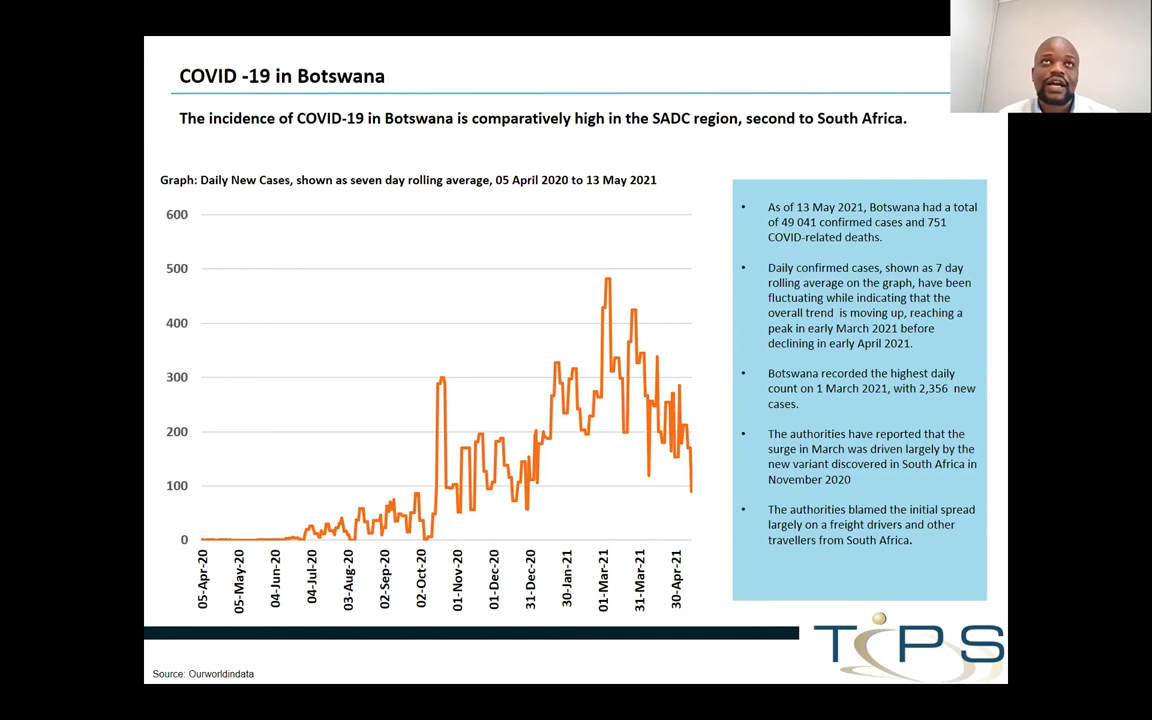 COVID -19 in Botswana
The incidence of COVID-19 in Botswana is comparatively high in the SADC region, second to South Africa.
Graph: Daily New Cases, shown as seven day rolling average, 05 April 2020 to 13 May 2021
600
500
400
300
200
100
0
05-Apr-20
05-May-20
04-Jun-20
04-Jul-20
03-Aug-20
02-Sep-20
02-Oct-20
01-Nov-20
01-Dec-20
31-Dec-20
30-Jan-21
01-Mar-21
31-Mar-21
30-Apr-21
• As of 13 May 2021, Botswana had a total
of 49 041 confirmed cases and 751
COVID-related deaths.
• Daily confirmed cases, shown as 7 day
rolling average on the graph, have been
fluctuating while indicating that the
overall trend is moving up, reaching a
peak in early March 2021 before
declining in early April 2021.
• Botswana recorded the highest daily
count on 1 March 2021, with 2,356 new
cases.
• The authorities have reported that the
surge in March was driven largely by the
new variant discovered in South Africa in
November 2020
• The authorities blamed the initial spread
largely on a freight drivers and other
travellers from South Africa.
TIPS
Source: Ourworldindata